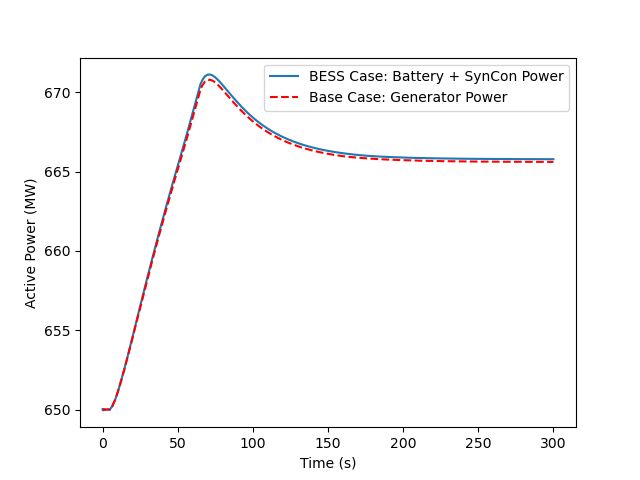 BESS Case: Battery + SynCon Power
Base Case: Generator Power
670
665
660
655
650
Active Power (MW)
0 50 100 150 200 250 300
Time (s)